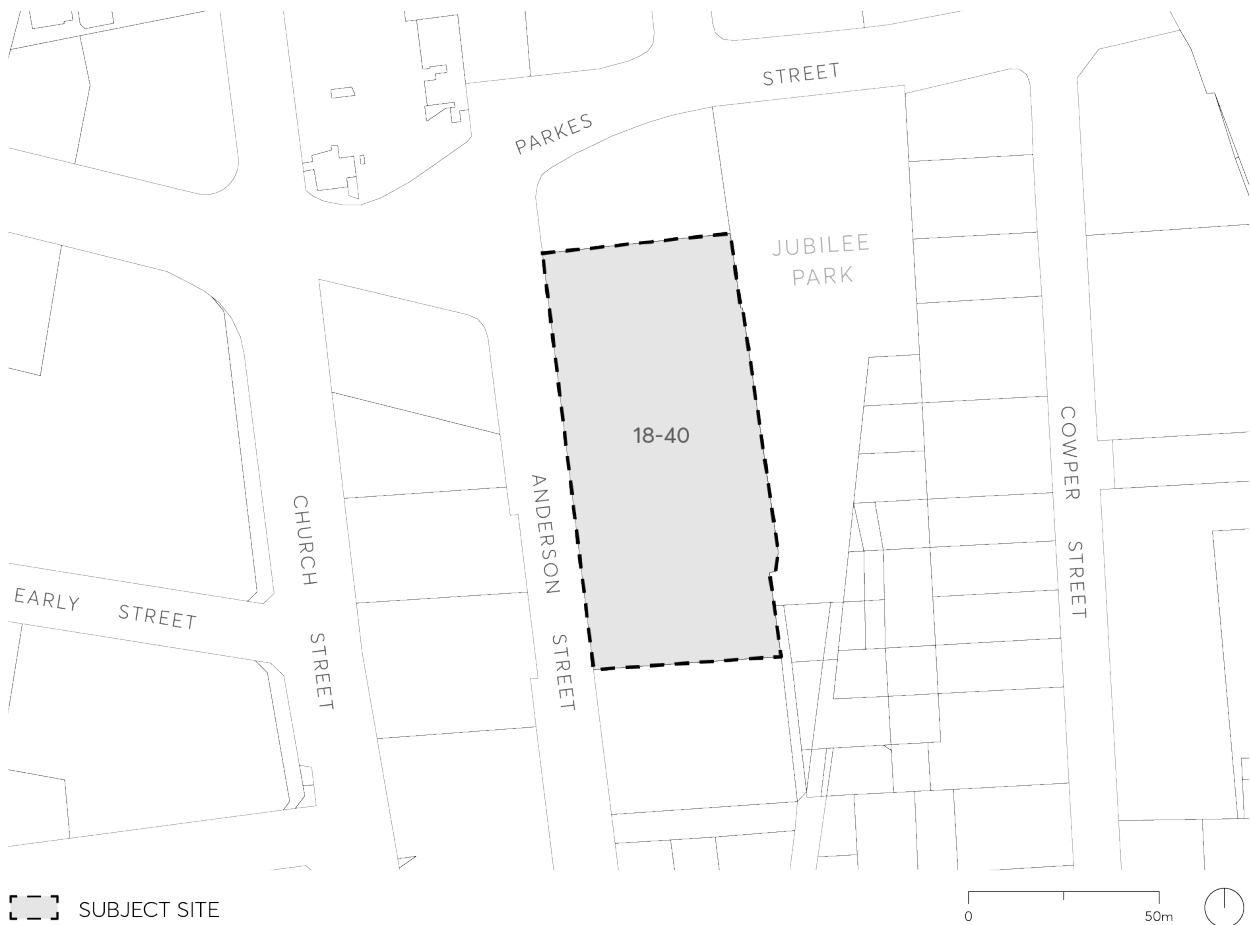 STREET
PARKES
JUBILEE
PARK
18-40
COWPER
STREET
ANDERSON
STREET
CHURCH
STREET
EARLY STREET
SUBJECT SITE
0 50m